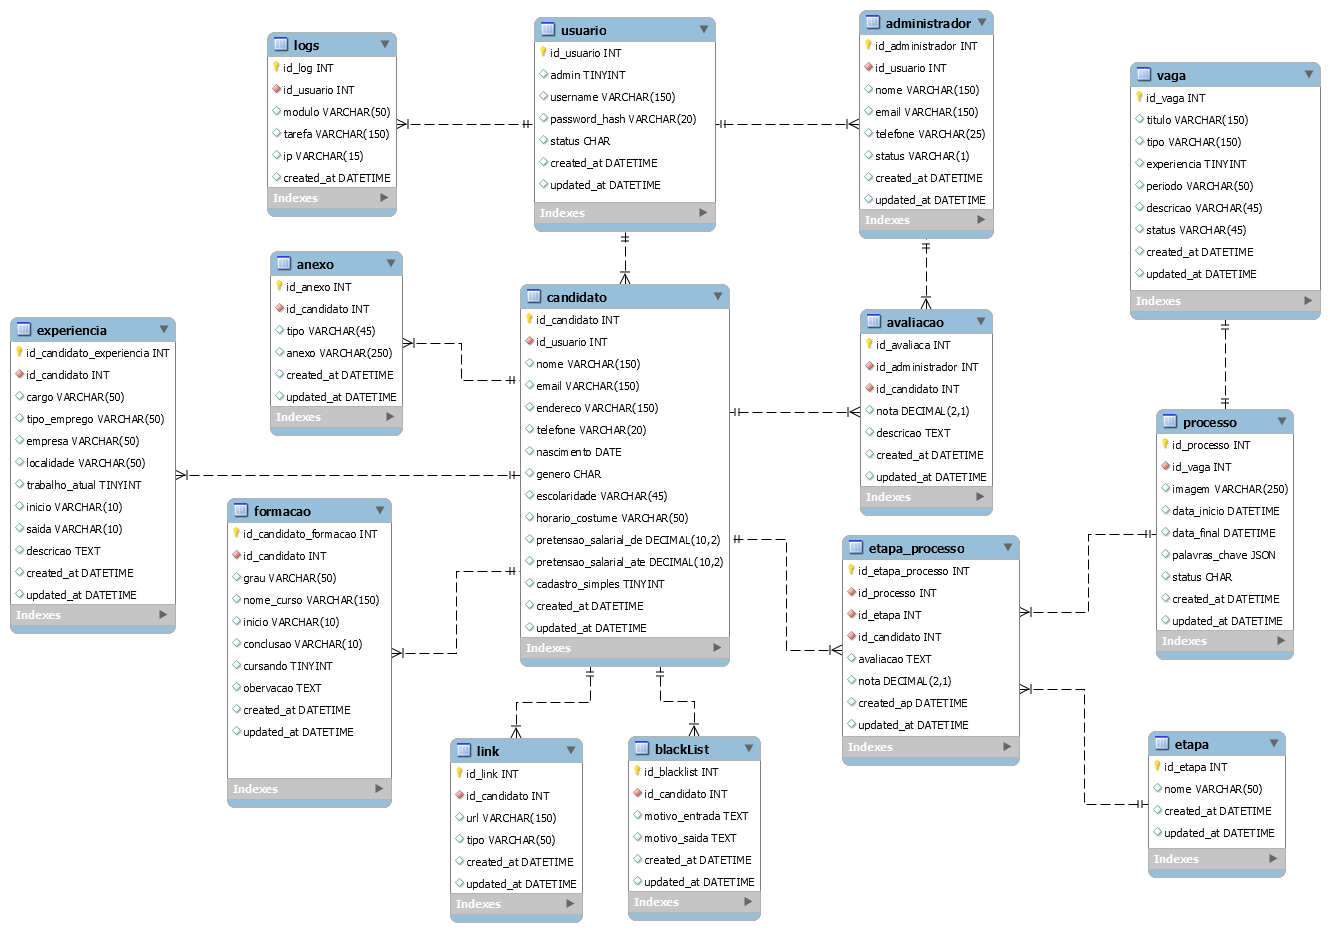 logs
id_log INT
id_usuario INT
modulo VARCHAR(50)
tarefa VARCHAR(150)
ip VARCHAR(15)
created_at DATETIME
Indexes
usuario
id_usuario INT
admin TINYINT
username VARCHAR(150)
password_hash VARCHAR(20)
status CHAR
created_at DATETIME
updated_at DATETIME
Indexes
administrador
id_administrador INT
id_usuario INT
nome VARCHAR(150)
email VARCHAR(150)
telefone VARCHAR(25)
status VARCHAR(1)
created_at DATETIME
updated_at DATETIME
Indexes
vaga
id_vaga INT
titulo VARCHAR(150)
tipo VARCHAR(150)
experiencia TINYINT
periodo VARCHAR(50)
descricao VARCHAR(45)
status VARCHAR(45)
created_at DATETIME
updated_at DATETIME
Indexes
anexo
id_anexo INT
id_candidato INT
tipo VARCHAR(45)
anexo VARCHAR(250)
created_at DATETIME
updated_at DATETIME
Indexes
experiencia
id_candidato_experiencia INT
id_candidato INT
cargo VARCHAR(50)
tipo_emprego VARCHAR(50)
empresa VARCHAR(50)
localidade VARCHAR(50)
trabalho_atual TINYINT
inicio VARCHAR(10)
saida VARCHAR(10)
descricao TEXT
created_at DATETIME
updated_at DATETIME
Indexes
candidato
id_candidato INT
id_usuario INT
nome VARCHAR(150)
email VARCHAR(150)
endereco VARCHAR(150)
telefone VARCHAR(20)
nascimento DATE
genero CHAR
escolaridade VARCHAR(45)
horario_costume VARCHAR(50)
pretensao_salarial_de DECIMAL(10,2)
pretensao_salarial_ate DECIMAL(10,2)
cadastro_simples TINYINT
created_at DATETIME
updated_at DATETIME
Indexes
avaliacao
id_avaliaca INT
id_administrador INT
id_candidato INT
nota DECIMAL(2,1)
descricao TEXT
created_at DATETIME
updated_at DATETIME
Indexes
processo
id_processo INT
id_vaga INT
imagem VARCHAR(250)
data_inicio DATETIME
data_final DATETIME
palavras_chave JSON
status CHAR
created_at DATETIME
updated_at DATETIME
Indexes
formacao
id_candidato_formacao INT
id_candidato INT
grau VARCHAR(50)
nome_curso VARCHAR(150)
inicio VARCHAR(10)
conclusao VARCHAR(10)
cursando TINYINT
obervacao TEXT
created_at DATETIME
updated_at DATETIME
Indexes
etapa_processo
id_etapa_processo INT
id_processo INT
id_etapa INT
id_candidato INT
avaliacao TEXT
nota DECIMAL(2,1)
created_ap DATETIME
updated_at DATETIME
Indexes
link
id_link INT
id_candidato INT
url VARCHAR(150)
tipo VARCHAR(50)
created_at DATETIME
updated_at DATETIME
Indexes
blackList
id_blacklist INT
id_candidato INT
motivo_entrada TEXT
motivo_saida TEXT
created_at DATETIME
updated_at DATETIME
Indexes
etapa
id_etapa INT
nome VARCHAR(50)
created_at DATETIME
updated_at DATETIME
Indexes